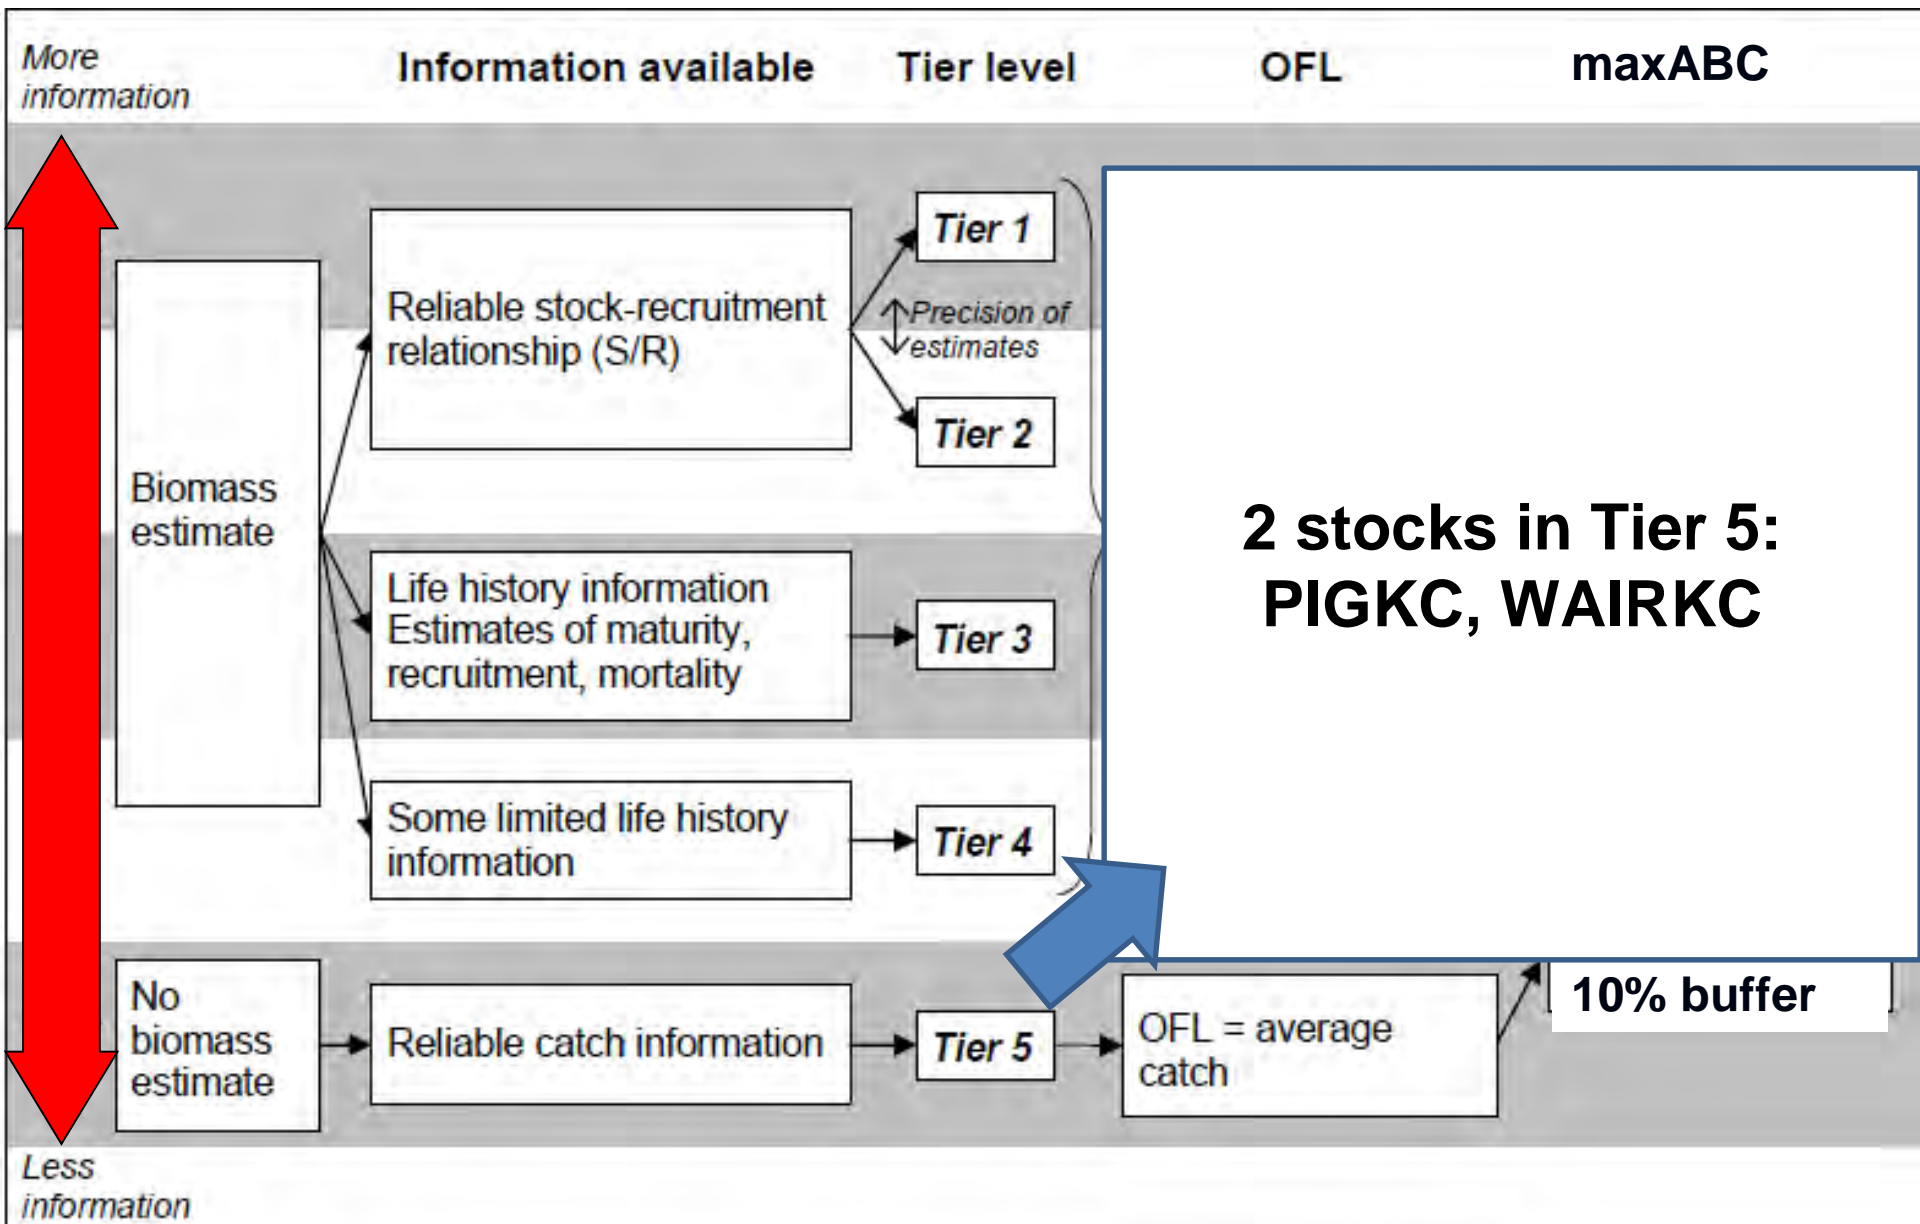 More
information
Information available
Tier level
OFL
maxABC
Biomass
estimate
Reliable stock-recruitment
relationship (S/R)
Tier 1
Precision of
estimates
Tier 2
Life history information
Estimates of maturity,
recruitment, mortality
Tier 3
Some limited life history
information
Tier 4
2 stocks in Tier 5:
PIGKC, WAIRKC
No
biomass
estimate
Reliable catch information
Tier 5
OFL = average
catch
10% buffer
Less
information